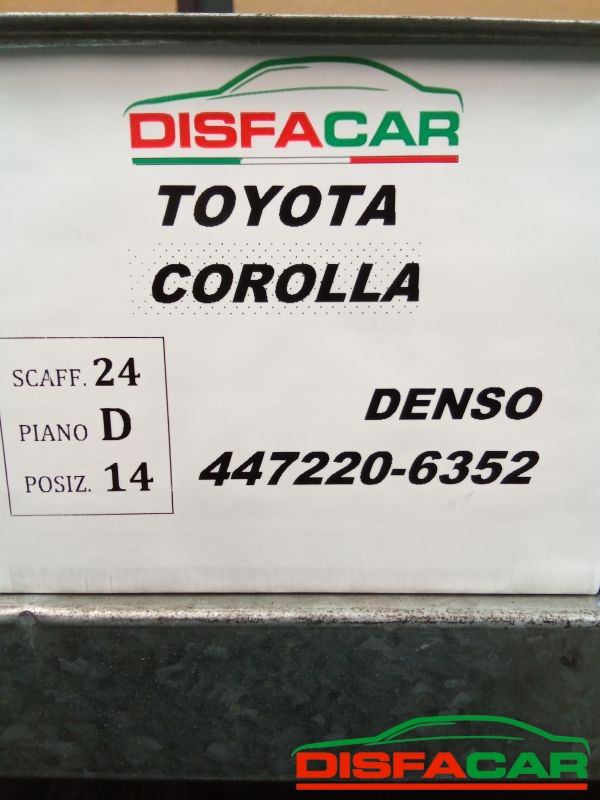 DISFACAR
TOYOTA
COROLLA
SCAFF. 24
PIANO D
POSIZ. 14
DENSO
447220-6352
DISFACAR